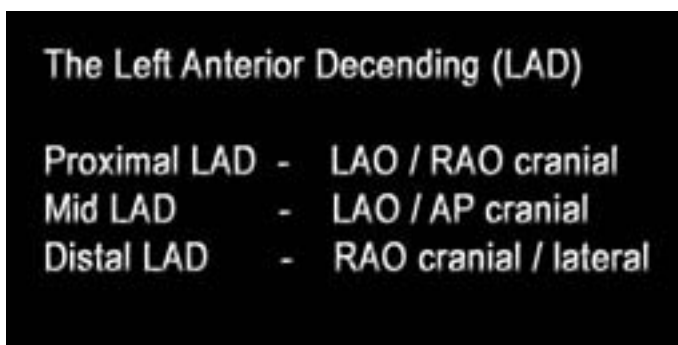 The Left Anterior Decending (LAD)
Proximal LAD - LAO / RAO cranial
Mid LAD - LAO / AP cranial
Distal LAD - RAO cranial / lateral